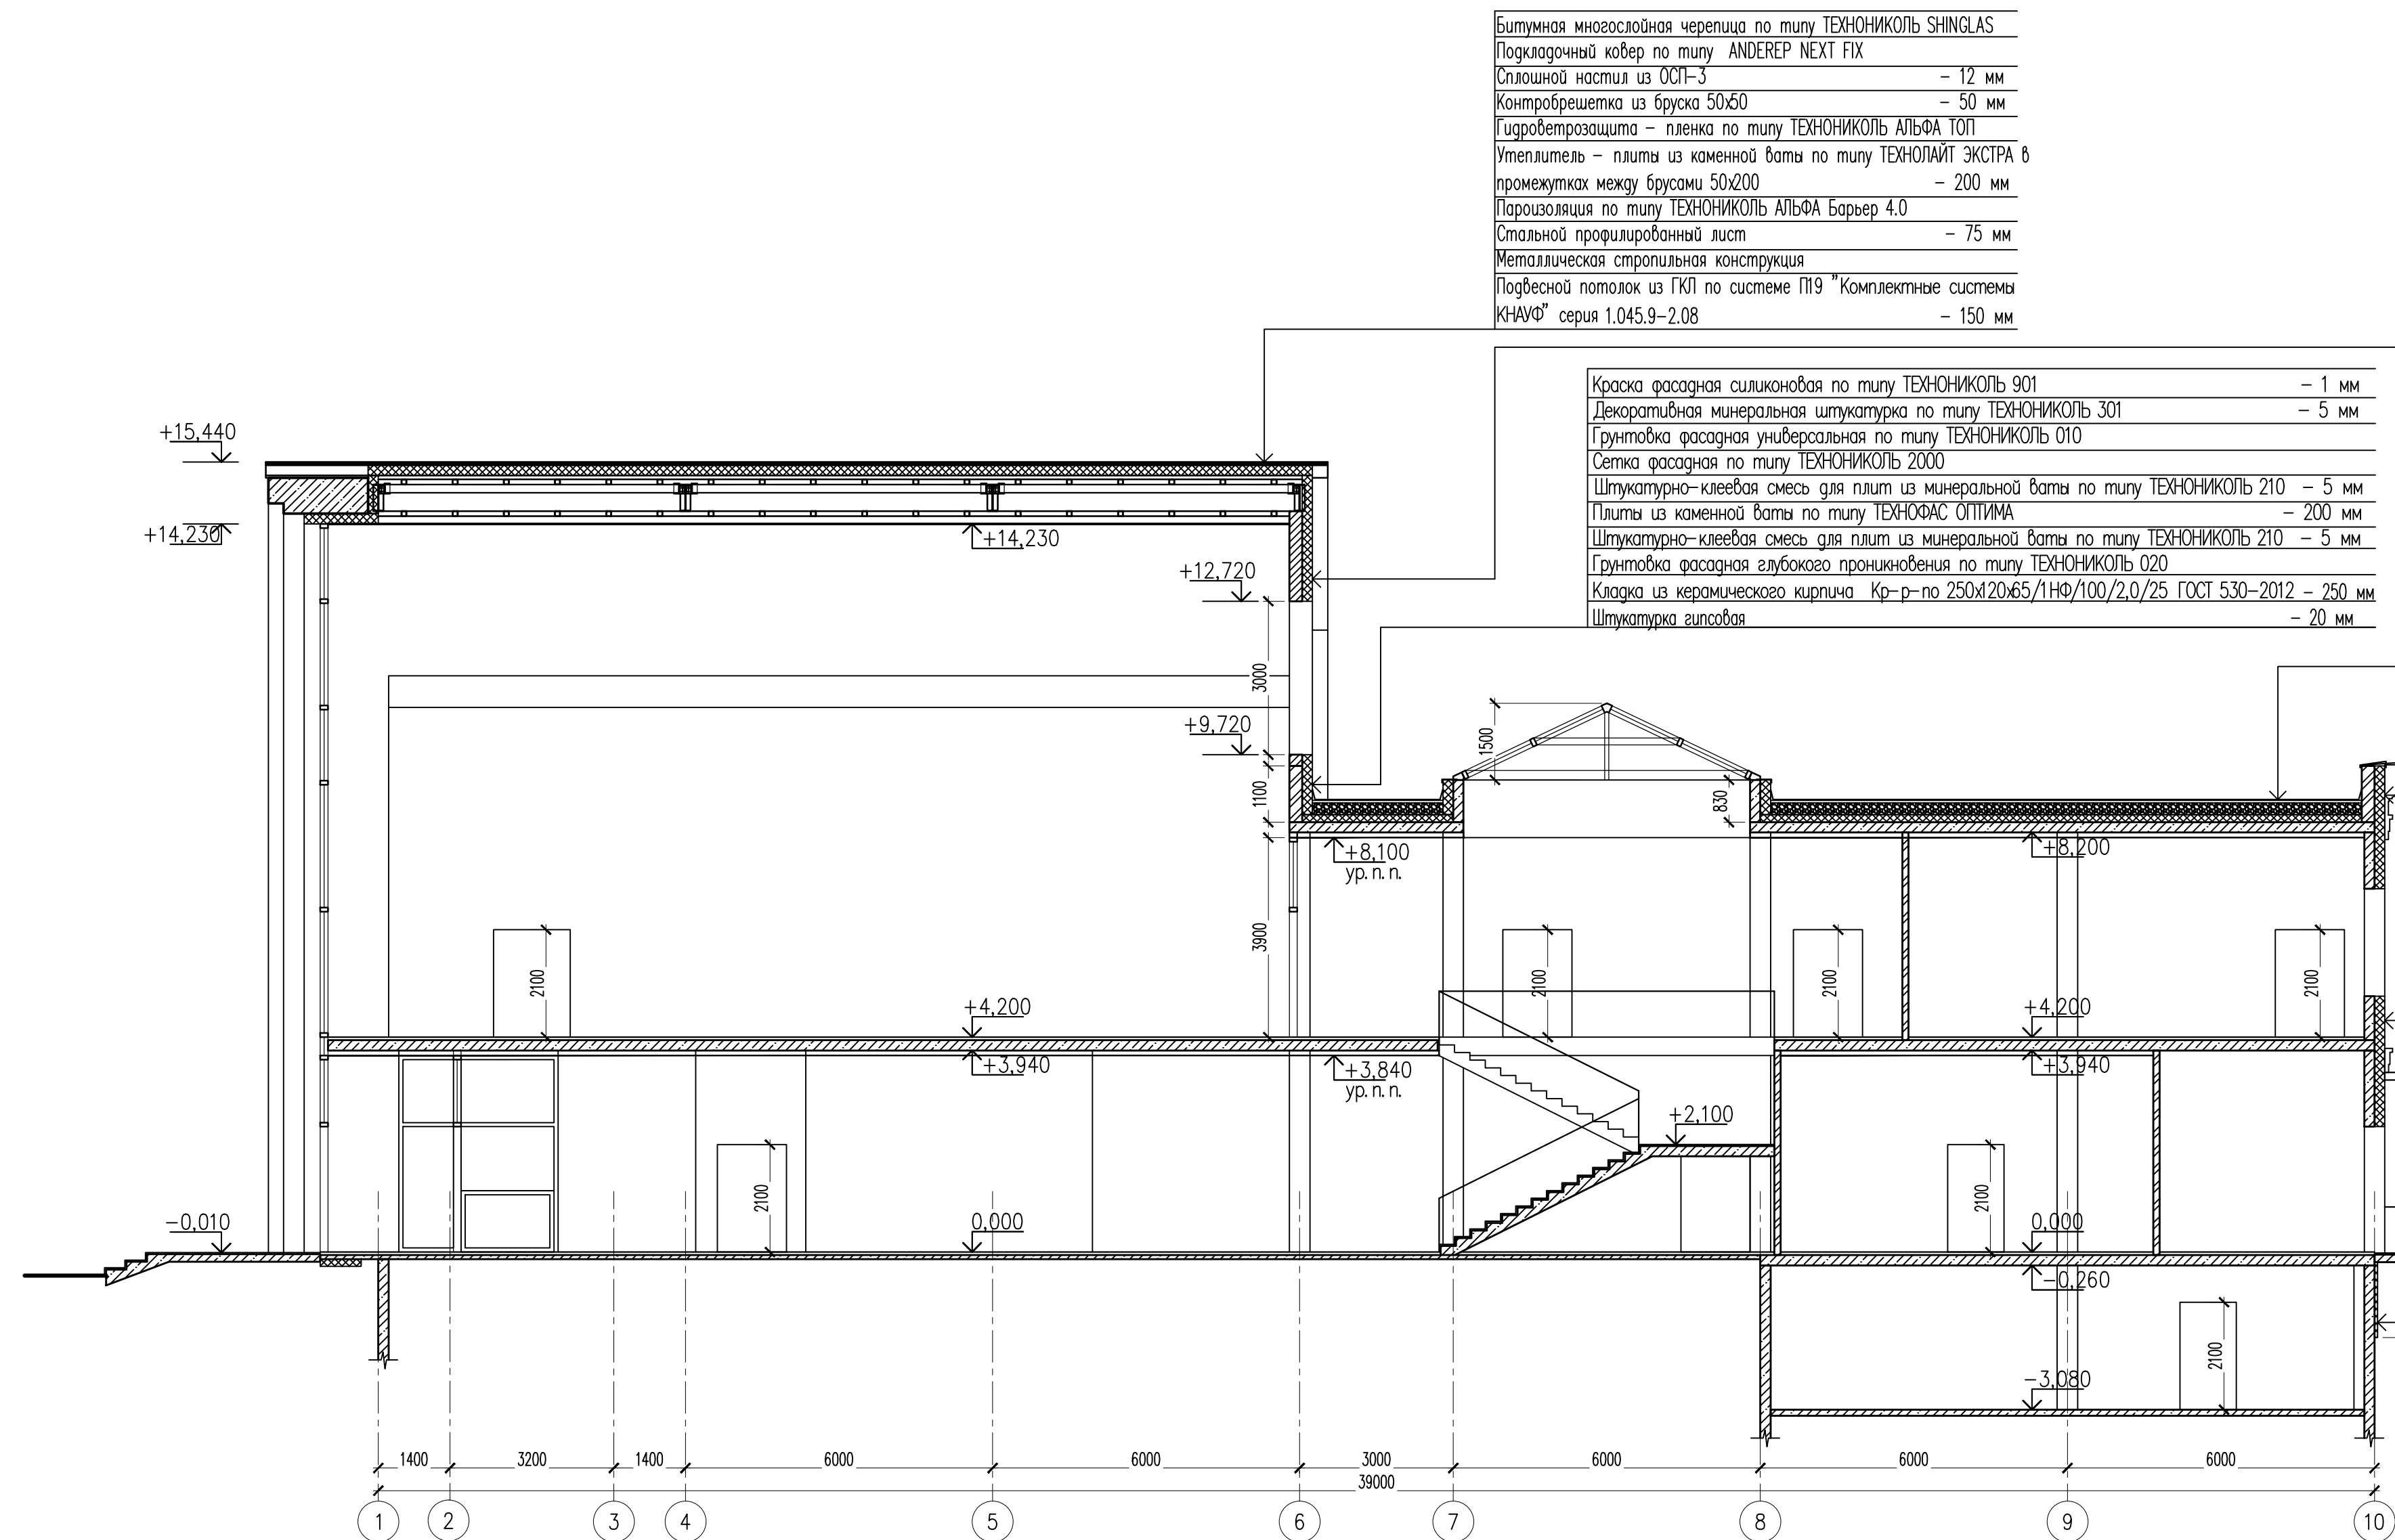 Битумная многослойная черепица по типу ТЕХНОНИКОЛЬ SHINGLAS
Подкладочный ковер по типу ANDEREP NEXT FIX
Сплошной настил из ОСП-3 - 12 мм
Контробрешетка из бруска 50х50 - 50 мм
Гидроветрозащита - пленка по типу ТЕХНОНИКОЛЬ АЛЬФА ТОП
Утеплитель - плиты из каменной ваты по типу ТЕХНОЛАЙТ ЭКСТРА в
промежутках между брусами 50х200 - 200 мм
Пароизоляция по типу ТЕХНОНИКОЛЬ АЛЬФА Барьер 4.0
Стальной профилированный лист - 75 мм
Металлическая стропильная конструкция
Подвесной потолок из ГКЛ по системе П19 "Комплектные системы
КНАУФ" серия 1.045.9-2.08 - 150 мм
Краска фасадная силиконовая по типу ТЕХНОНИКОЛЬ 901 - 1 мм
Декоративная минеральная штукатурка по типу ТЕХНОНИКОЛЬ 301 - 5 мм
Грунтовка фасадная универсальная по типу ТЕХНОНИКОЛЬ 010
Сетка фасадная по типу ТЕХНОНИКОЛЬ 2000
Штукатурно-клеевая смесь для плит из минеральной ваты по типу ТЕХНОНИКОЛЬ 210 - 5 мм
Плиты из каменной ваты по типу ТЕХНОФАС ОПТИМА - 200 мм
Штукатурно-клеевая смесь для плит из минеральной ваты по типу ТЕХНОНИКОЛЬ 210 - 5 мм
Грунтовка фасадная глубокого проникновения по типу ТЕХНОНИКОЛЬ 020
Кладка из керамического кирпича Кр-р-по 250х120х65/1НФ/100/2,0/25 ГОСТ 530-2012 - 250 мм
Штукатурка гипсовая - 20 мм
+15,440
+14,230
+14,230
+12,720
3000
+9,720
1500
1100
830
+8,100
ур.п.п.
+8,200
3900
2100
2100
2100
2100
+4,200
+4,200
+3,940
+3,840
ур.п.п.
+3,940
+2,100
2100
2100
-0,010
0,000
0,000
-0,260
2100
-3,080
1400 3200 1400 6000 6000 3000 6000 6000 6000
39000
1 2 3 4 5 6 7 8 9 10